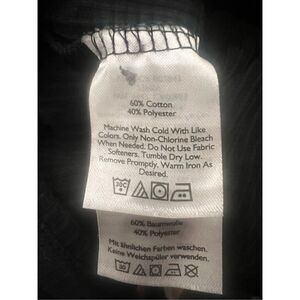 60% Cotton
40% Polyester
Machine Wash Cold With Like
Colors. Only Non-Chlorine Bleach
When Needed. Do Not Use Fabric
Softeners. Tumble Dry Low.
Remove Promptly. Warm Iron As
Desired.
30C
60% Baumwolle
40% Polyester
Mit ähnlichen Farben waschen.
Keine Weichspüler verwenden.
30